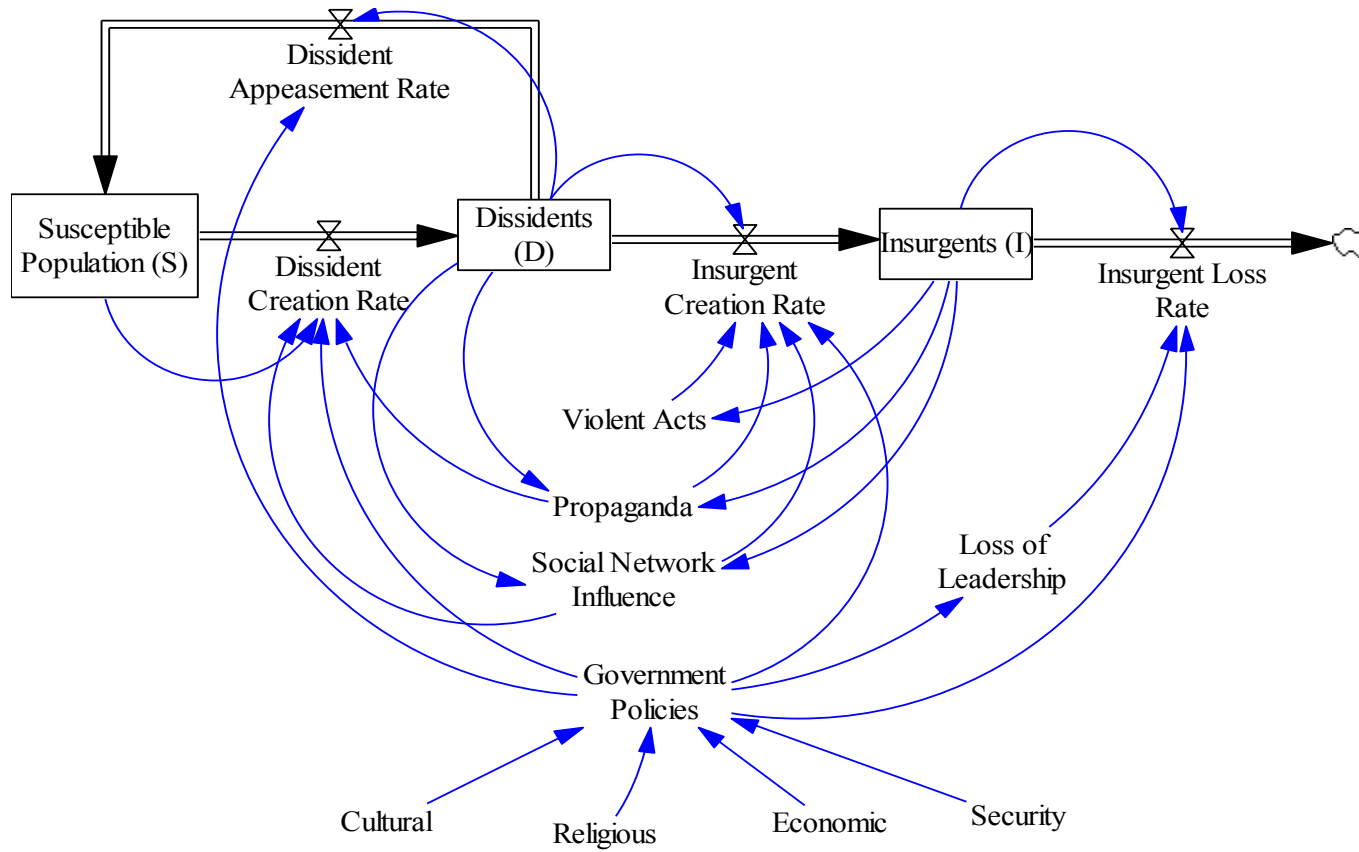 Dissident
Appeasement Rate
Susceptible
Population (S)
Dissidents
(D)
Insurgents (I)
Dissident
Creation Rate
Insurgent
Creation Rate
Insurgent Loss
Rate
Violent Acts
Propaganda
Social Network
Influence
Loss of
Leadership
Government
Policies
Cultural
Religious
Economic
Security